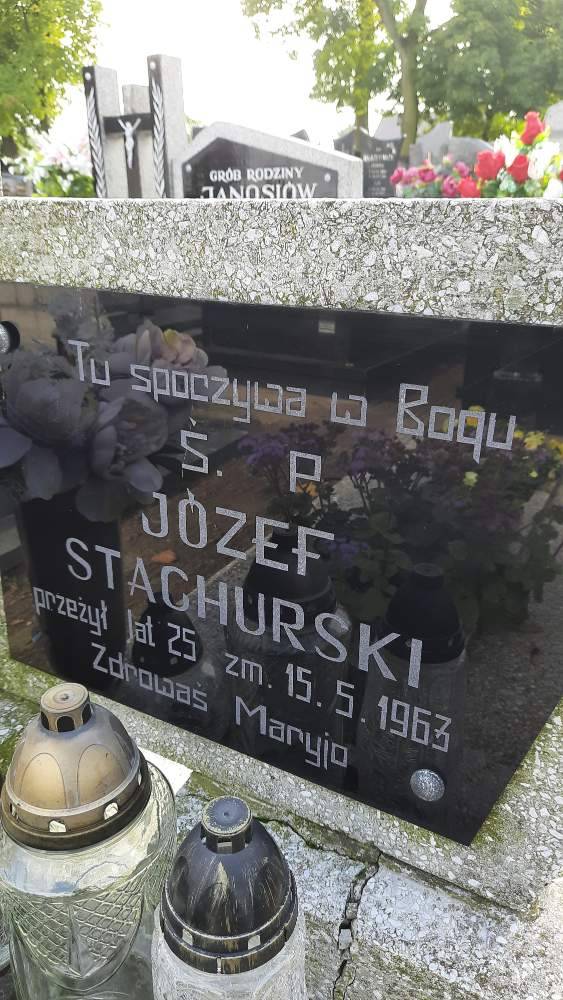 GRÓB RODZINY
JANOSIÓW
Tu spoczywa w Bogu
Ś. P
JÓZEF
STACHURSKI
przeżył lat 25 zm. 15. 5. 1963
Zdrowaś Maryjo